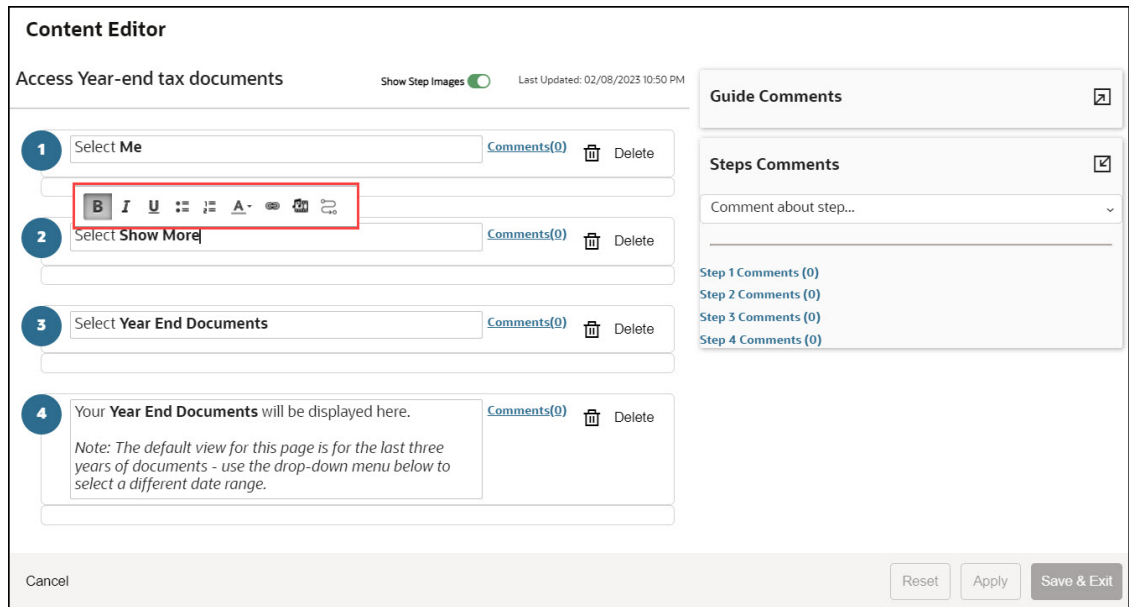 Content Editor
Access Year-end tax documents
Show Step Images
Last Updated: 02/08/2023 10:50 PM
1
Select Me
Comments(0)
Delete
B I U A
2
Select Show More
Comments(0)
Delete
3
Select Year End Documents
Comments(0)
Delete
4
Your Year End Documents will be displayed here.
Note: The default view for this page is for the last three
years of documents - use the drop-down menu below to
select a different date range.
Comments(0)
Delete
Guide Comments
Steps Comments
Comment about step...
Step 1 Comments (0)
Step 2 Comments (0)
Step 3 Comments (0)
Step 4 Comments (0)
Cancel
Reset
Apply
Save & Exit